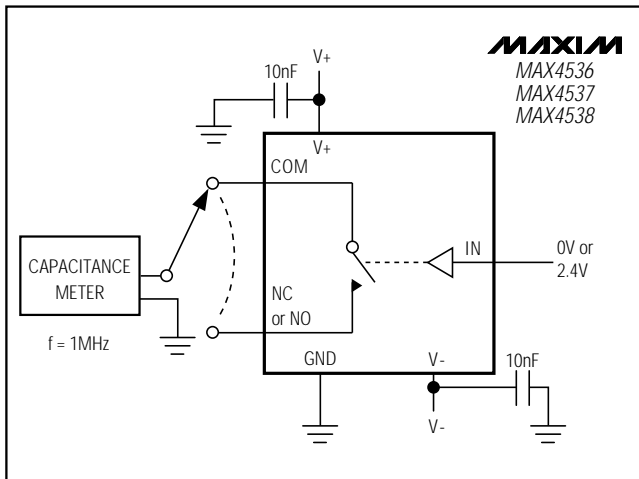 MAXIM
MAX4536
MAX4537
MAX4538
V+
10nF
V+
COM
IN
0V or
2.4V
CAPACITANCE
METER
f = 1MHz
NC
or NO
GND
V-
10nF
V-